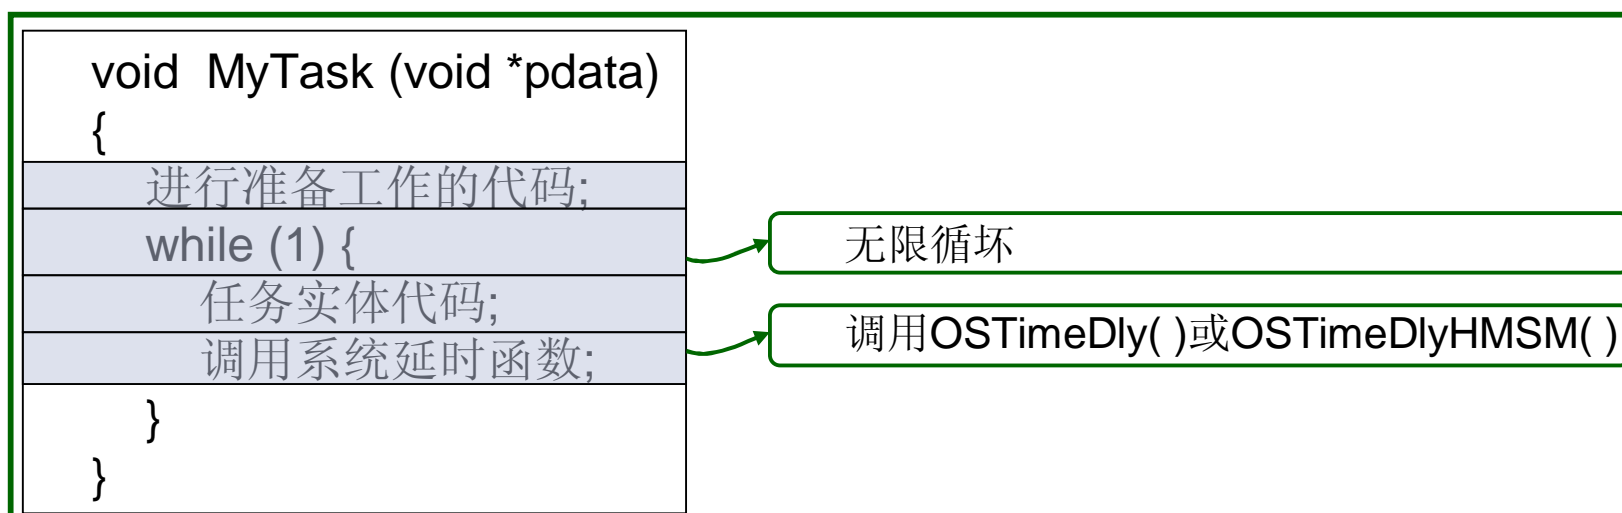 void MyTask (void *pdata)
{
进行准备工作的代码;
while (1) {
无限循坏
任务实体代码;
调用系统延时函数;
调用OSTimeDly( )或OSTimeDlyHMSM( )
}
}